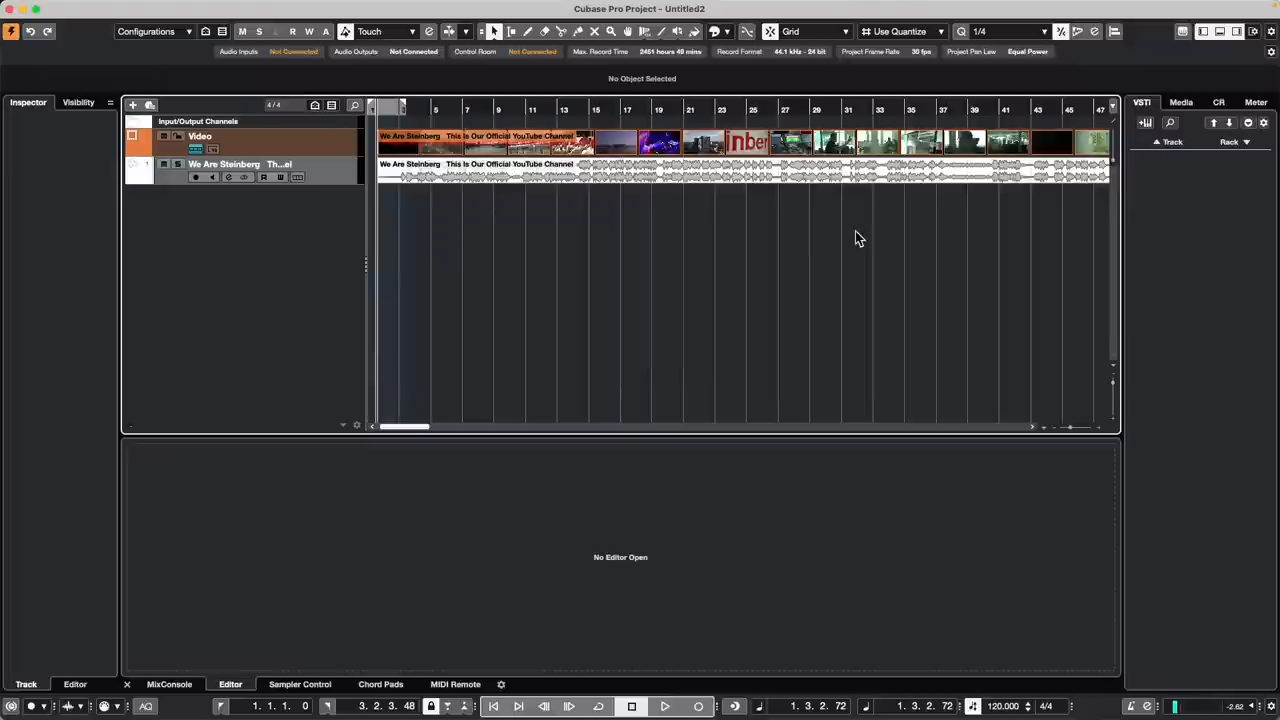 Cubase Pro Project - Untitled2
Configurations M S L R W A Touch Grid Use Quantize Q 1/4
Audio Inputs Not Connected Audio Outputs Not Connected Control Room Not Connected Max. Record Time 2451 hours 49 mins Record Format 44.1 kHz - 24 bit Project Frame Rate 30 fps Project Pan Law Equal Power
No Object Selected
Inspector Visibility 4/4 1 5 7 9 11 13 15 17 19 21 23 25 27 29 31 33 35 37 39 41 43 45 47 VSTi Media CR Meter
Input/Output Channels
Video We Are Steinberg This Is Our Official YouTube Channel inber
Track Rack
1 We Are Steinberg Th...el We Are Steinberg This Is Our Official YouTube Channel
R W
No Editor Open
Track Editor MixConsole Editor Sampler Control Chord Pads MIDI Remote
AQ 1. 1. 1. 0 3. 2. 3. 48 1. 3. 2. 72 1. 3. 2. 72 120.000 4/4 -2.62